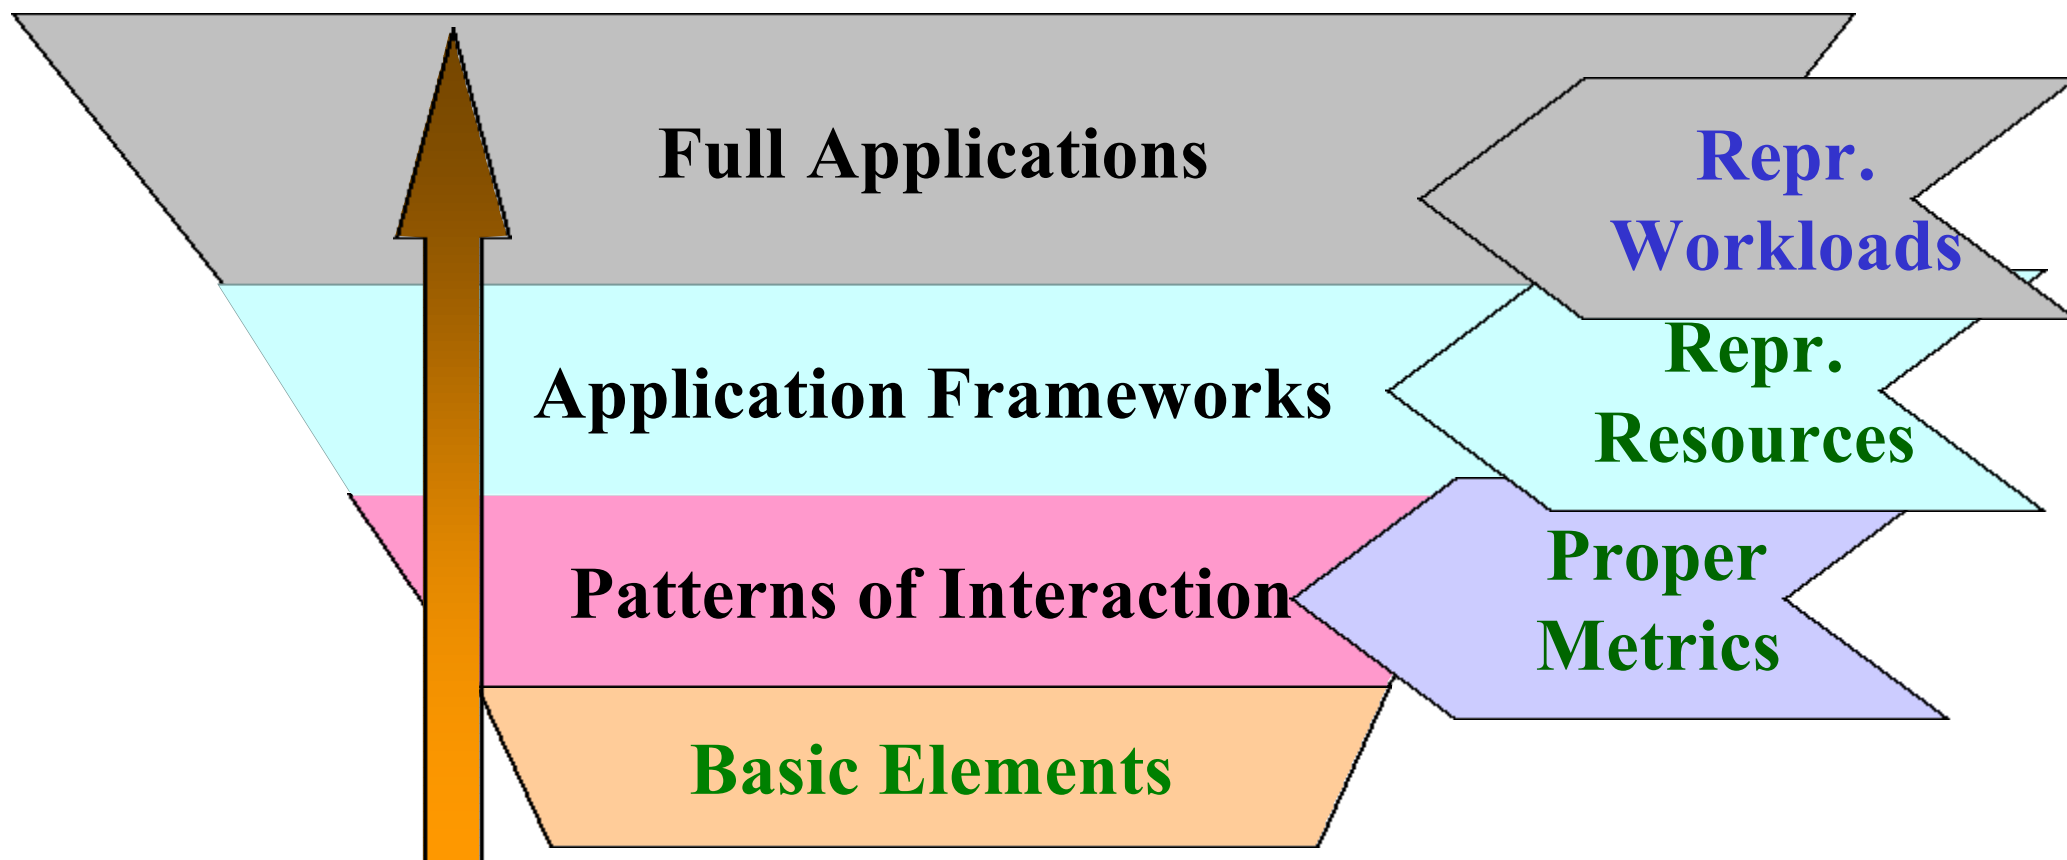 Full Applications
Repr.
Workloads
Application Frameworks
Repr.
Resources
Patterns of Interaction
Proper
Metrics
Basic Elements